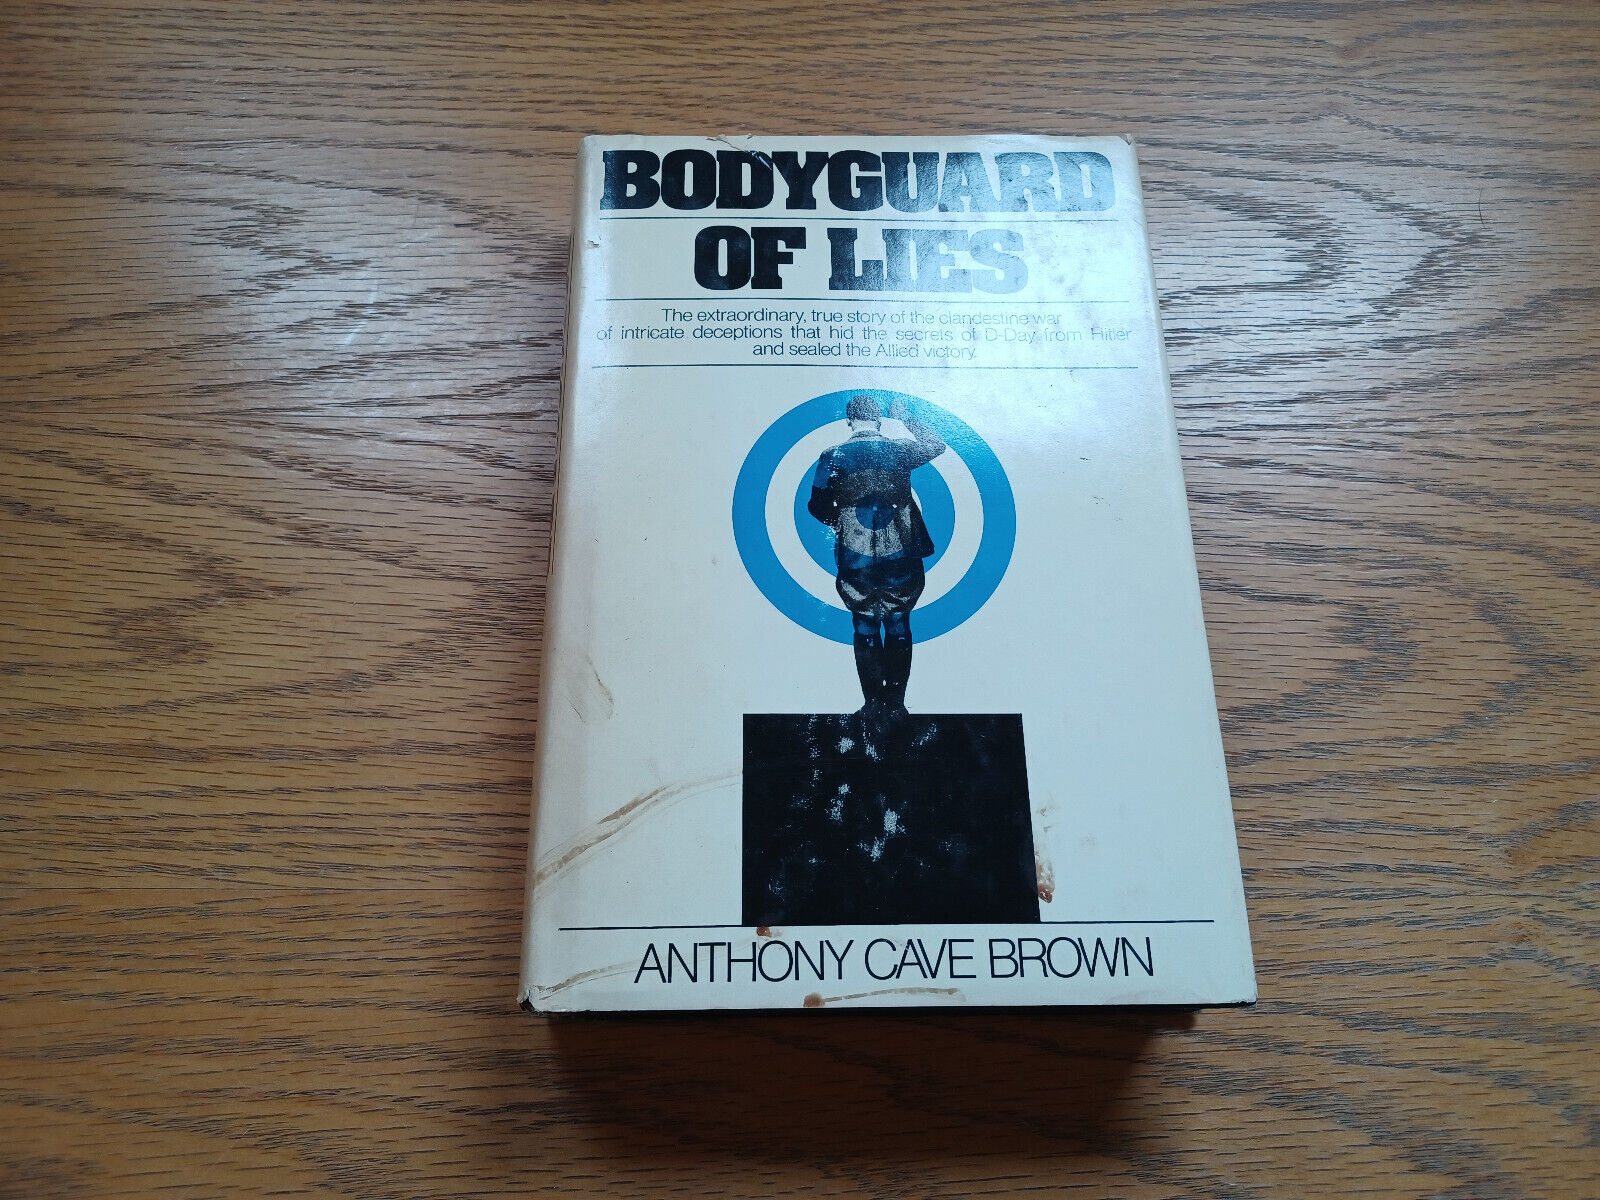 BODYGUARD
OF LIES
The extraordinary, true story of the clandestine war
of intricate deceptions that hid the secrets of D-Day from Hitler
and sealed the Allied victory.
ANTHONY CAVE BROWN